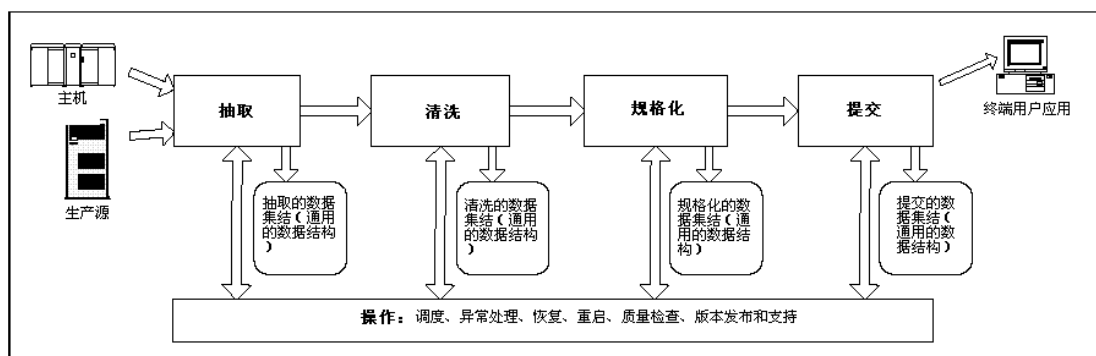 主机
生产源
抽取
清洗
规格化
提交
终端用户应用
抽取的数据
集结(通用
的数据结构)
清洗的数据
集结(通用
的数据结构)
规格化的数
据集结(通
用的数据结
构)
提交的数
据集结(
通用的数
据结构)
操作：调度、异常处理、恢复、重启、质量检查、版本发布和支持